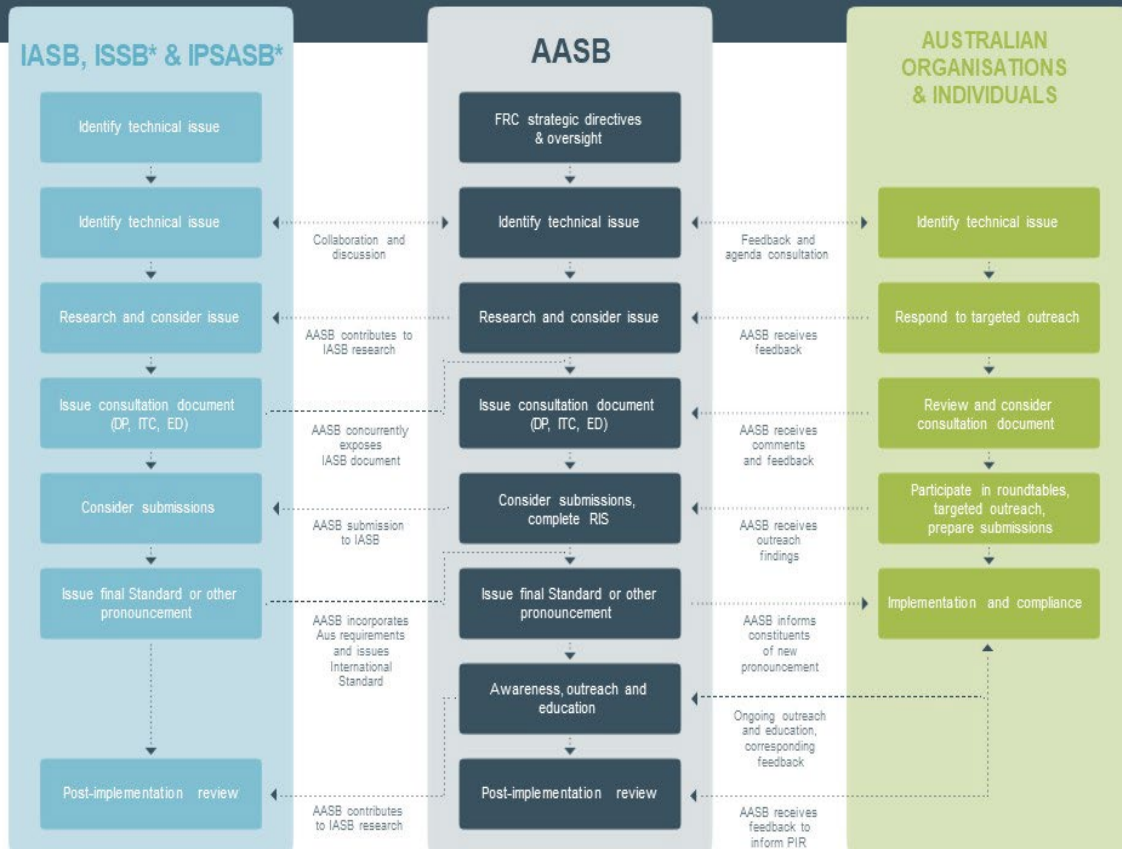 IASB, ISSB* & IPSASB*
Identify technical issue
Identify technical issue
Research and consider issue
Issue consultation document
(DP, ITC, ED)
Consider submissions
Issue final Standard or other
pronouncement
Post-implementation review
Collaboration and
discussion
AASB contributes to
IASB research
AASB concurrently
exposes
IASB document
AASB submission
to IASB
AASB incorporates
Aus requirements
and issues
International
Standard
AASB contributes
to IASB research
AASB
FRC strategic directives
& oversight
Identify technical issue
Research and consider issue
Issue consultation document
(DP, ITC, ED)
Consider submissions,
complete RIS
Issue final Standard or other
pronouncement
Awareness, outreach and
education
Post-implementation review
Feedback and
agenda consultation
AASB receives
feedback
AASB receives
comments
and feedback
AASB receives
outreach
findings
AASB informs
constituents
of new
pronouncement
Ongoing outreach
and education,
corresponding
feedback
AASB receives
feedback to
inform PIR
AUSTRALIAN
ORGANISATIONS
& INDIVIDUALS
Identify technical issue
Respond to targeted outreach
Review and consider
consultation document
Participate in roundtables,
targeted outreach,
prepare submissions
Implementation and compliance